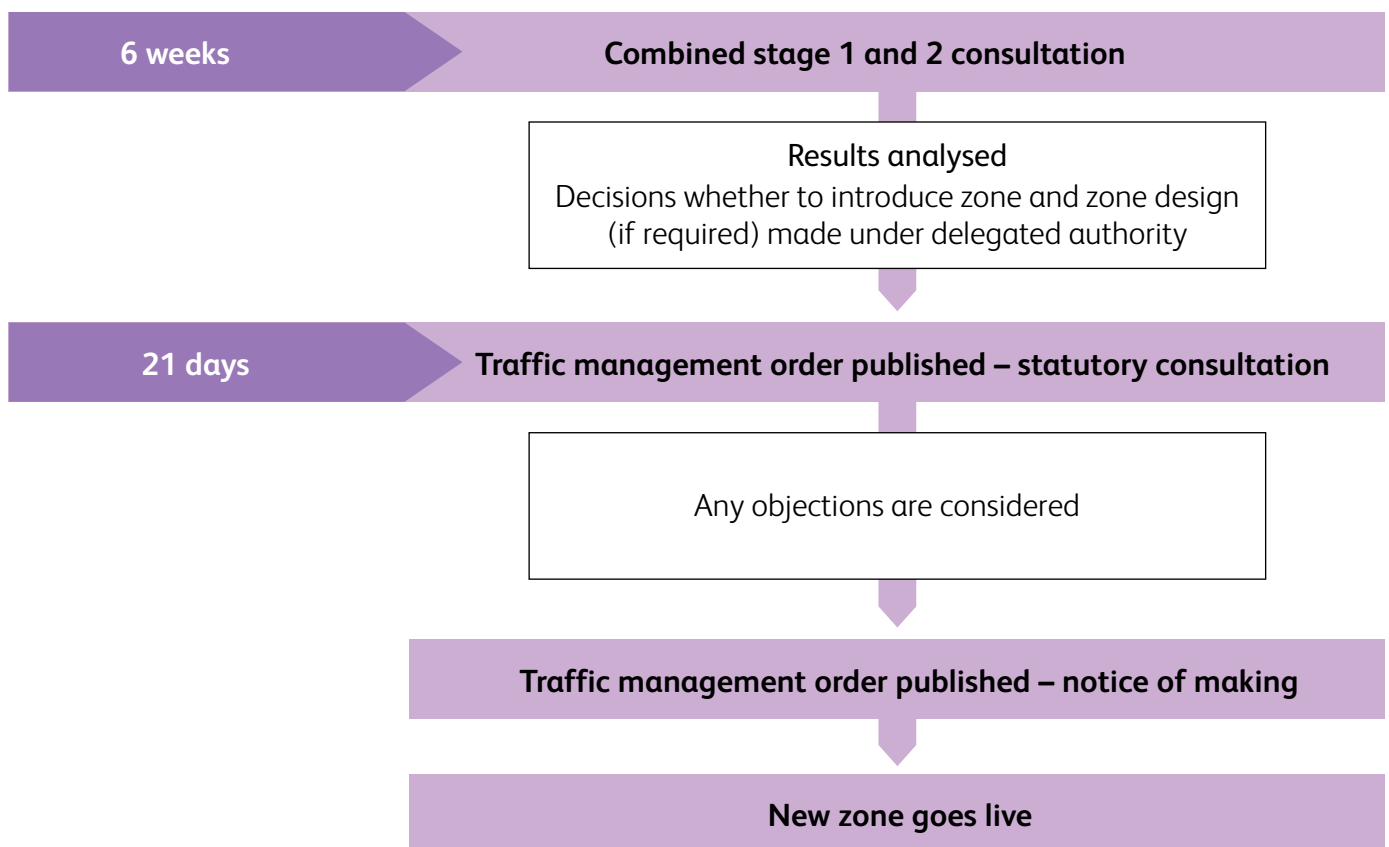 6 weeks
Combined stage 1 and 2 consultation
Results analysed
Decisions whether to introduce zone and zone design
(if required) made under delegated authority
21 days
Traffic management order published – statutory consultation
Any objections are considered
Traffic management order published – notice of making
New zone goes live